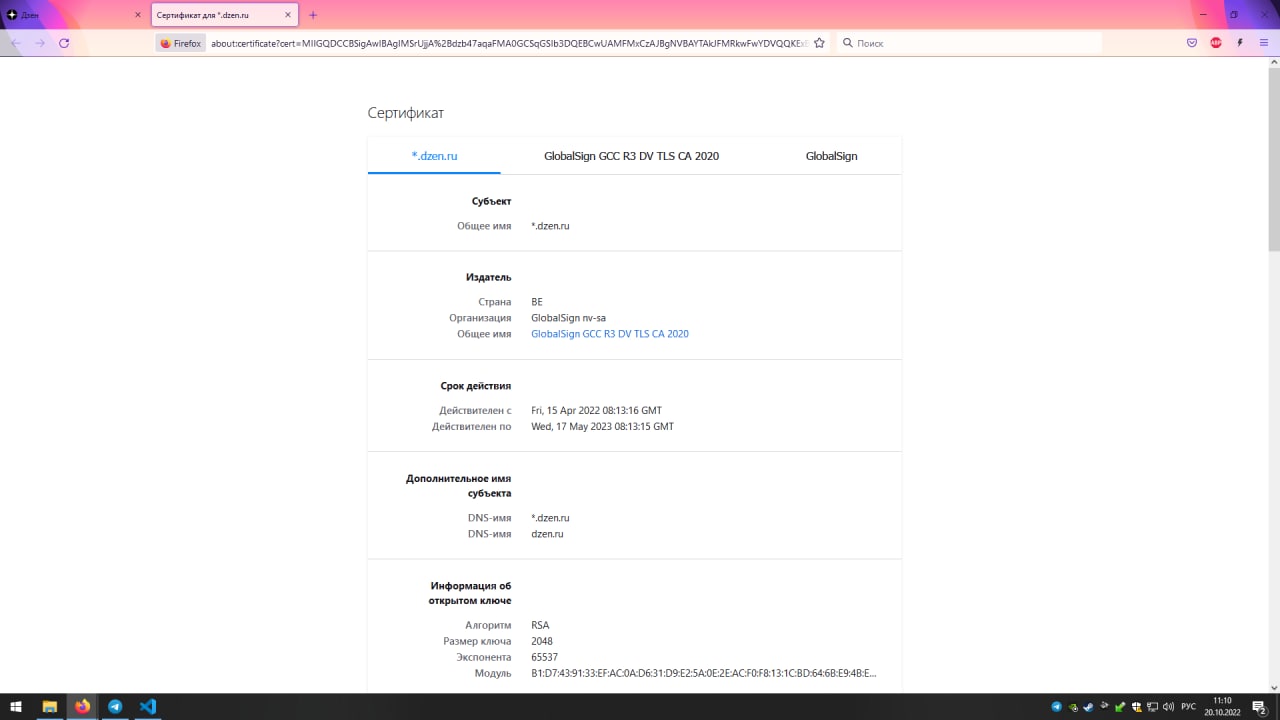 Дзен
Сертификат для *.dzen.ru
Firefox
about:certificate?cert=MIIGQDCCBSigAwIBAgIMSrUjjA%2Bdzb47aqaFMA0GCSqGSIb3DQEBCwUAMFMxCzAJBgNVBAYTAkJFMRkwFwYDVQQKEx
Поиск
Сертификат
*.dzen.ru
GlobalSign GCC R3 DV TLS CA 2020
GlobalSign
Субъект
Общее имя *.dzen.ru
Издатель
Страна BE
Организация GlobalSign nv-sa
Общее имя GlobalSign GCC R3 DV TLS CA 2020
Срок действия
Действителен с Fri, 15 Apr 2022 08:13:16 GMT
Действителен по Wed, 17 May 2023 08:13:15 GMT
Дополнительное имя
субъекта
DNS-имя *.dzen.ru
DNS-имя dzen.ru
Информация об
открытом ключе
Алгоритм RSA
Размер ключа 2048
Экспонента 65537
Модуль B1:D7:43:91:33:EF:AC:0A:D6:31:D9:E2:5A:0E:2E:AC:F0:F8:13:1C:BD:64:6B:E9:4B:E...
РУС
11:10
20.10.2022
2